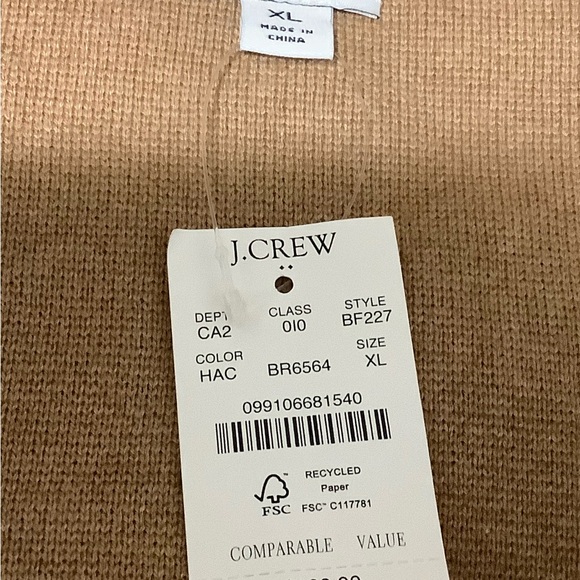 XL
MADE IN
CHINA
J.CREW
DEPT CLASS STYLE
CA2 010 BF227
COLOR SIZE
HAC BR6564 XL
099106681540
RECYCLED
Paper
FSC™
FSC™ C117781
COMPARABLE VALUE